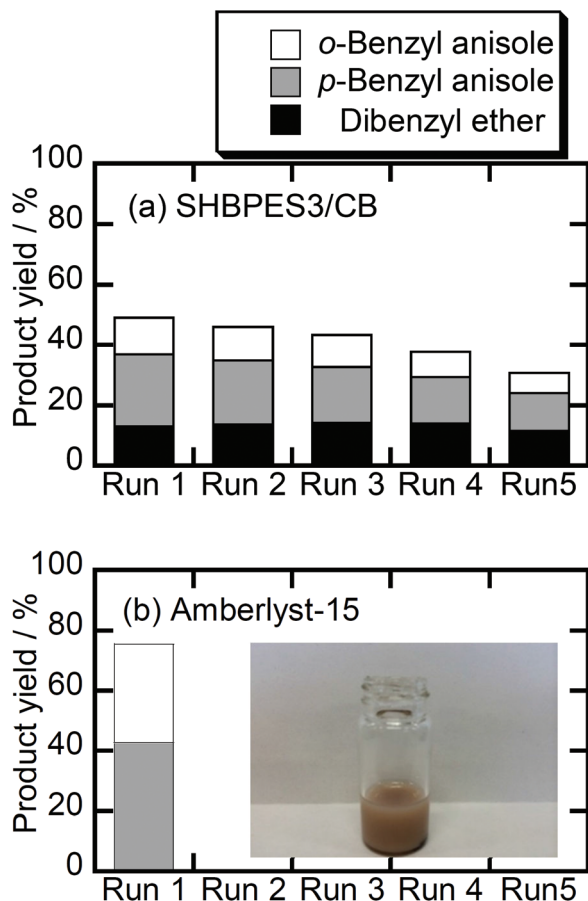 o-Benzyl anisole
p-Benzyl anisole
Dibenzyl ether
Product yield / %
100
80
60
40
20
0
(a) SHBPES3/CB
Run 1 Run 2 Run 3 Run 4 Run5
Product yield / %
100
80
60
40
20
0
(b) Amberlyst-15
Run 1 Run 2 Run 3 Run 4 Run5